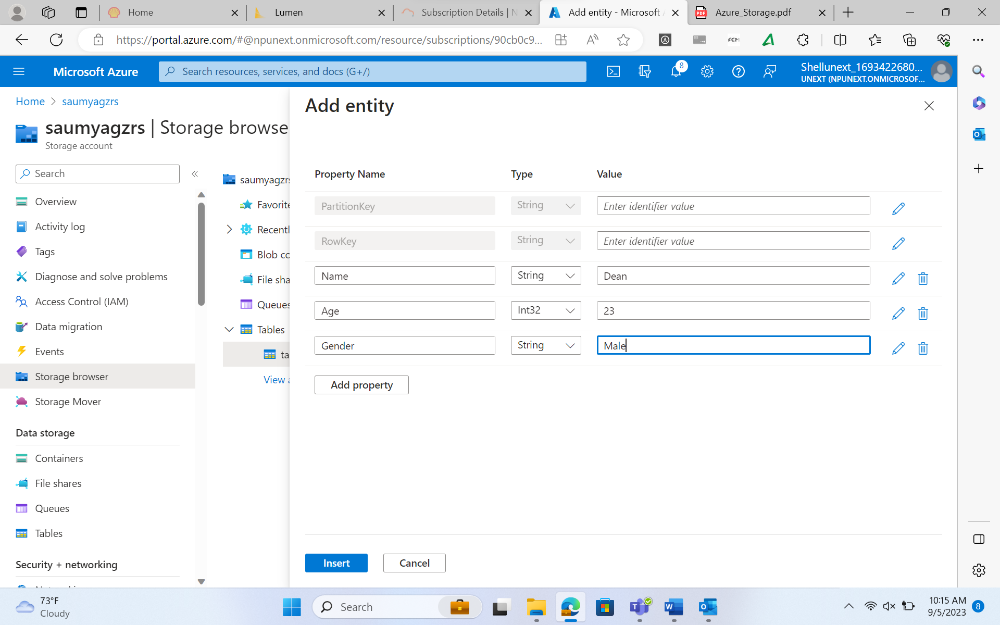 Home
Lumen
Subscription Details | N
Add entity - Microsoft A
PDF
Azure_Storage.pdf
https://portal.azure.com/#@npunext.onmicrosoft.com/resource/subscriptions/90cb0c9...
FCM
Microsoft Azure
Search resources, services, and docs (G+/)
8
Shellunext_1693422680...
UNEXT (NPUNEXT.ONMICROSOF...
Home > saumyagzrs
saumyagzrs | Storage browse
Storage account
Search
Overview
Activity log
Tags
Diagnose and solve problems
Access Control (IAM)
Data migration
Events
Storage browser
Storage Mover
Data storage
Containers
File shares
Queues
Tables
Security + networking
saumyagzrs
Favorite
Recentl
Blob co
File sha
Queues
Tables
ta
View a
Add entity
Property Name Type Value
PartitionKey String Enter identifier value
RowKey String Enter identifier value
Name String Dean
Age Int32 23
Gender String Male
Add property
Insert Cancel
73°F
Cloudy
Search
10:15 AM
9/5/2023
8